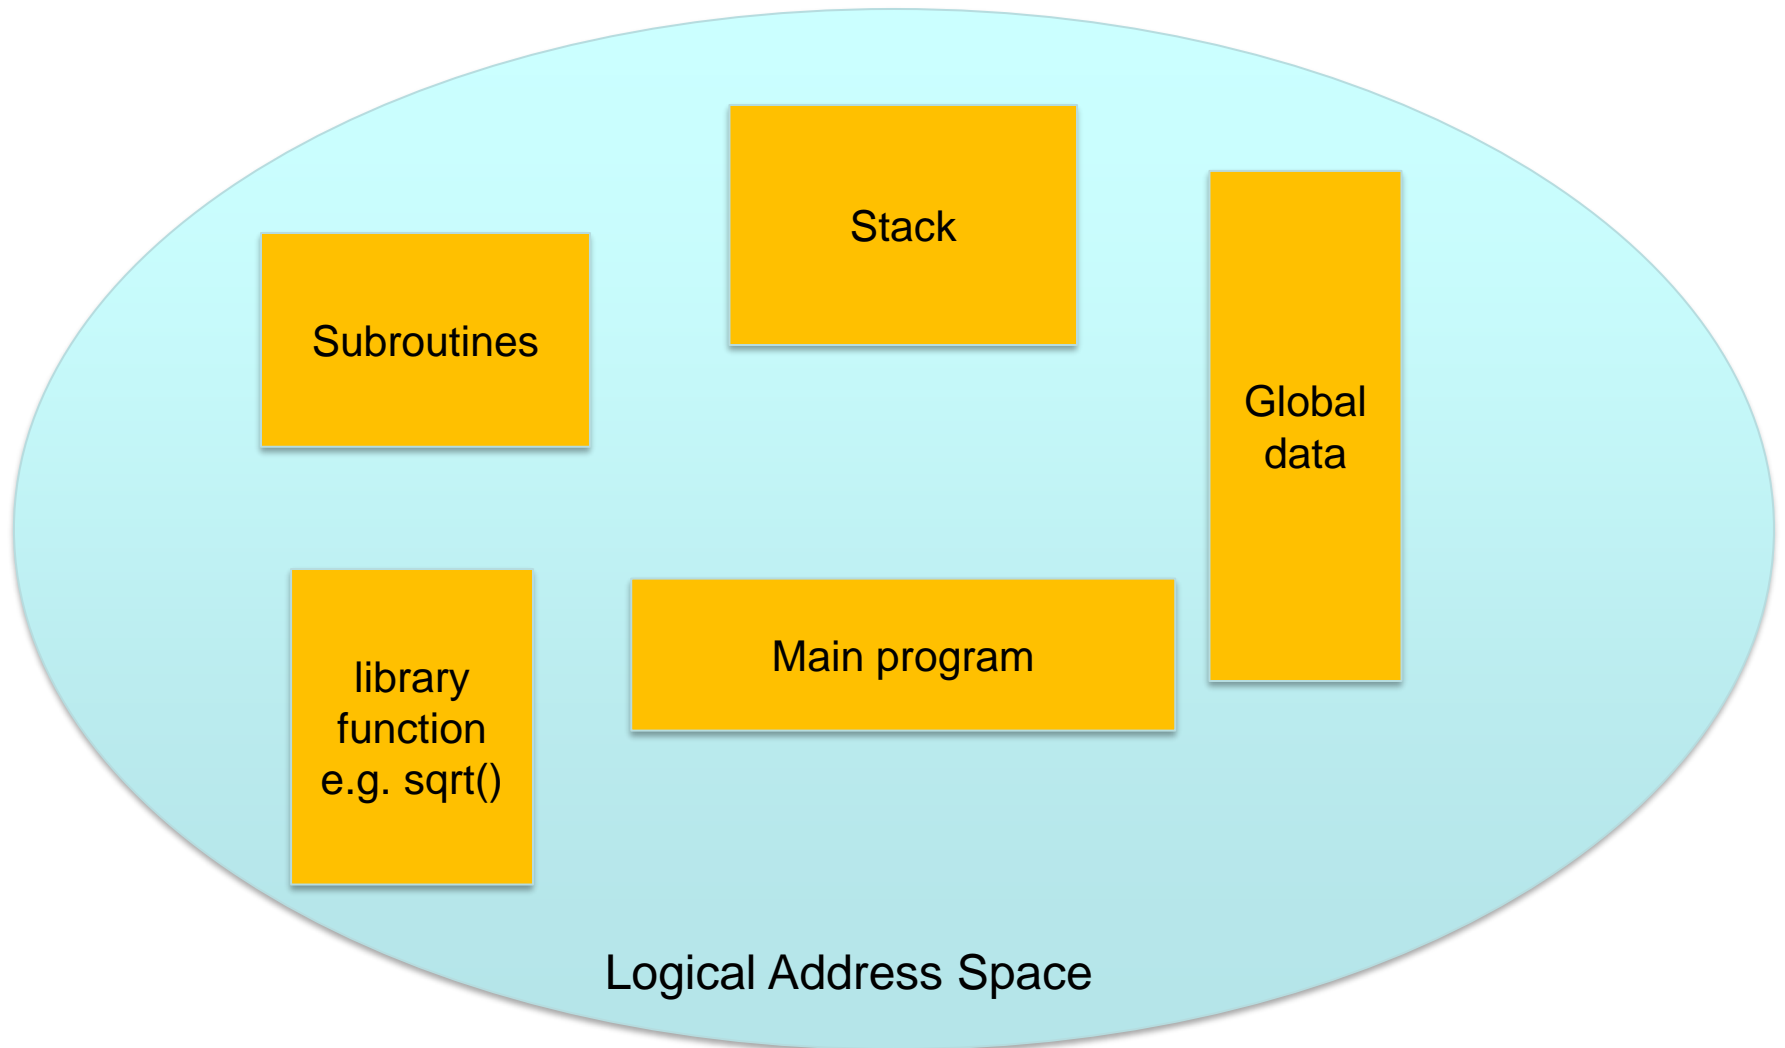 Stack
Subroutines
Global
data
library
function
e.g. sqrt()
Main program
Logical Address Space